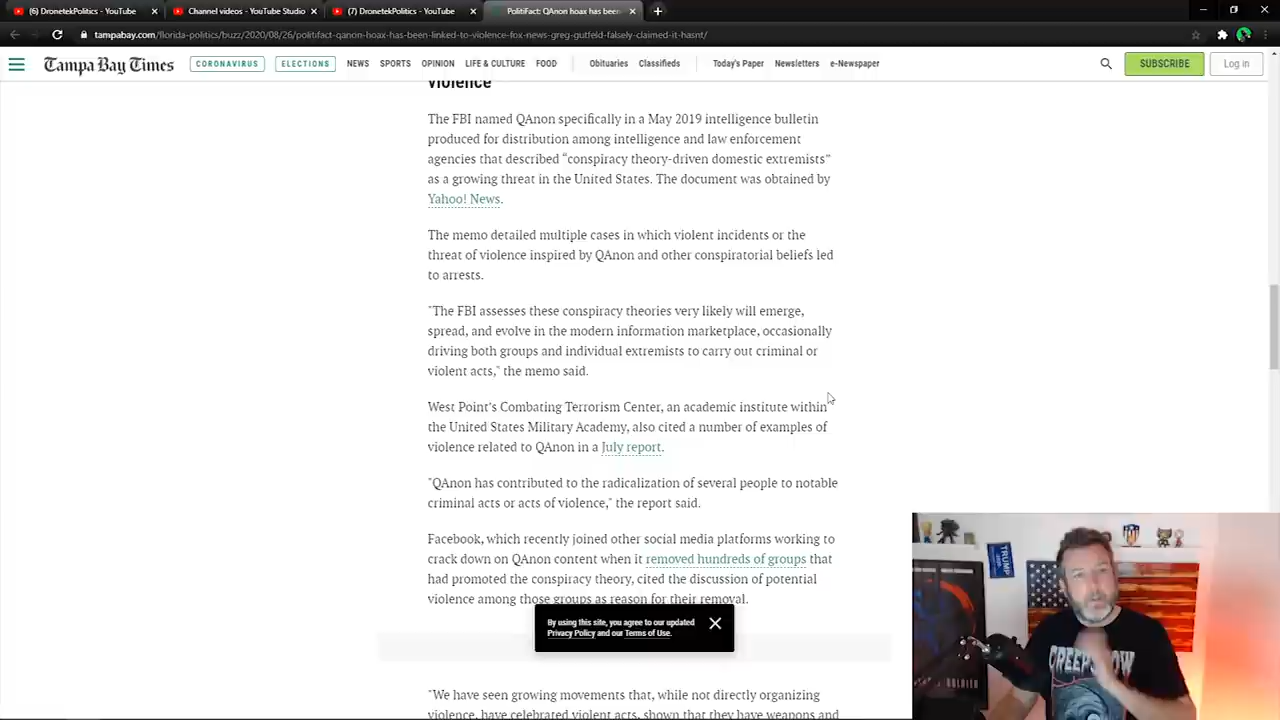 (6) DronetekPolitics - YouTube
Channel videos - YouTube Studio
(7) DronetekPolitics - YouTube
PolitiFact: QAnon hoax has been
tampabay.com/florida-politics/buzz/2020/08/26/politifact-qanon-hoax-has-been-linked-to-violence-fox-news-greg-gutfeld-falsely-claimed-it-hasnt/
Tampa Bay Times
CORONAVIRUS
ELECTIONS
NEWS
SPORTS
OPINION
LIFE & CULTURE
FOOD
Obituaries
Classifieds
Today's Paper
Newsletters
e-Newspaper
SUBSCRIBE
Log in
violence
The FBI named QAnon specifically in a May 2019 intelligence bulletin
produced for distribution among intelligence and law enforcement
agencies that described “conspiracy theory-driven domestic extremists”
as a growing threat in the United States. The document was obtained by
Yahoo! News.
The memo detailed multiple cases in which violent incidents or the
threat of violence inspired by QAnon and other conspiratorial beliefs led
to arrests.
"The FBI assesses these conspiracy theories very likely will emerge,
spread, and evolve in the modern information marketplace, occasionally
driving both groups and individual extremists to carry out criminal or
violent acts," the memo said.
West Point's Combating Terrorism Center, an academic institute within
the United States Military Academy, also cited a number of examples of
violence related to QAnon in a July report.
"QAnon has contributed to the radicalization of several people to notable
criminal acts or acts of violence," the report said.
Facebook, which recently joined other social media platforms working to
crack down on QAnon content when it removed hundreds of groups that
had promoted the conspiracy theory, cited the discussion of potential
violence among those groups as reason for their removal.
By using this site, you agree to our updated
Privacy Policy and our Terms of Use.
"We have seen growing movements that, while not directly organizing
violence, have celebrated violent acts, shown that they have weapons and
TRUMP
CREEPSHOW